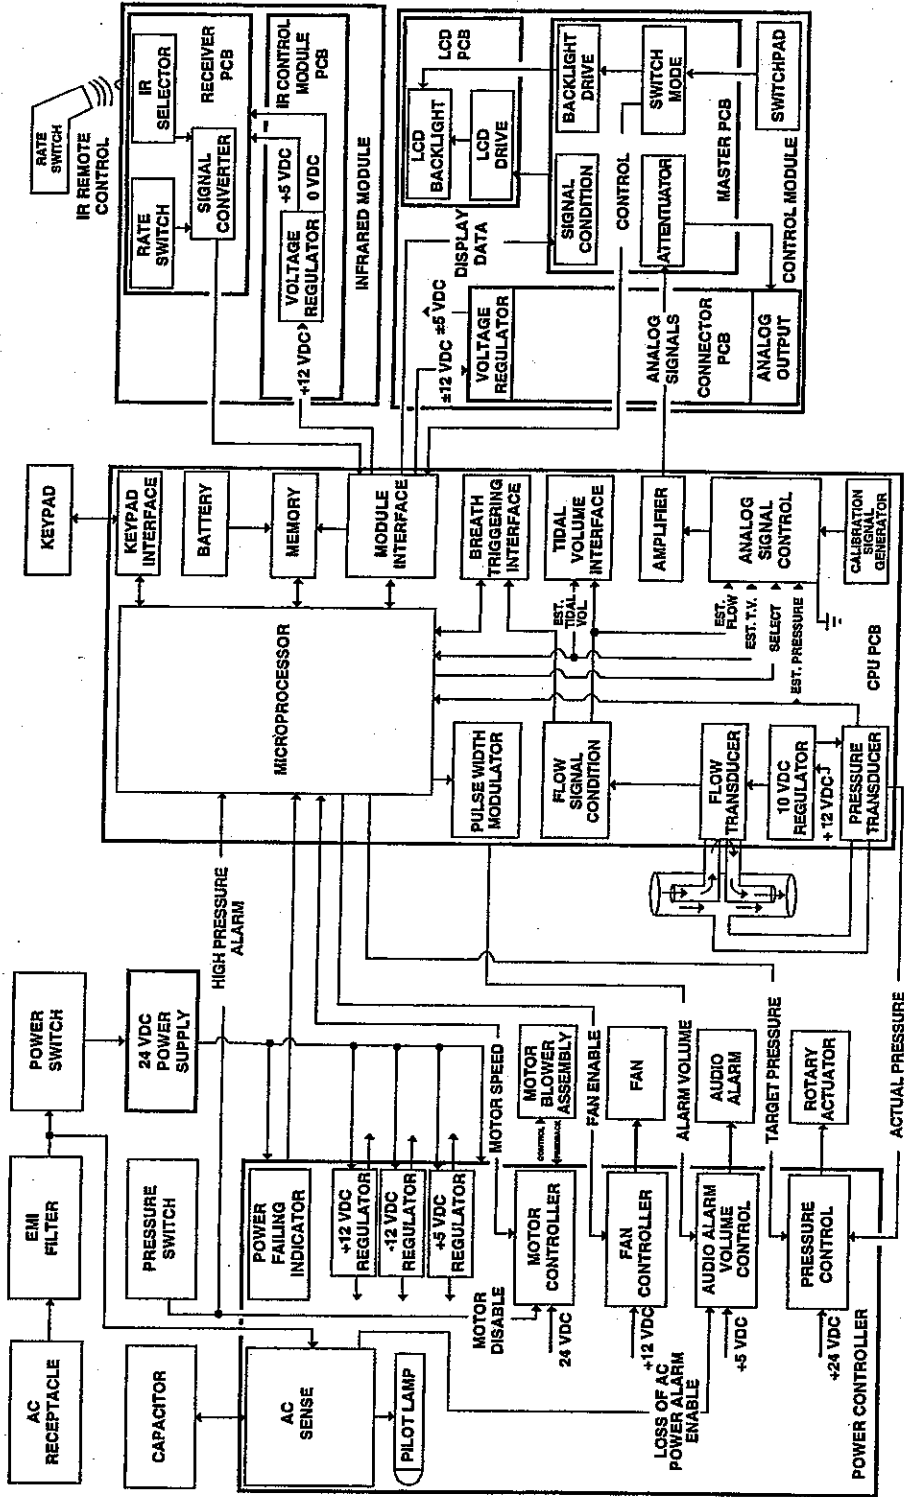 AC
RECEPTACLE
EMI
FILTER
POWER
SWITCH
CAPACITOR
PRESSURE
SWITCH
24 VDC
POWER
SUPPLY
HIGH PRESSURE
ALARM
AC
SENSE
PILOT LAMP
POWER
FAILING
INDICATOR
+12 VDC
REGULATOR
-12 VDC
REGULATOR
+5 VDC
REGULATOR
MOTOR
DISABLE
MOTOR SPEED
MOTOR
CONTROLLER
24 VDC
CONTROL
FEEDBACK
MOTOR
BLOWER
ASSEMBLY
FAN ENABLE
FAN
CONTROLLER
+12 VDC
FAN
LOSS OF AC
POWER ALARM
ENABLE
ALARM VOLUME
AUDIO ALARM
VOLUME
CONTROL
+5 VDC
AUDIO
ALARM
TARGET PRESSURE
PRESSURE
CONTROL
+24 VDC
ROTARY
ACTUATOR
POWER CONTROLLER
ACTUAL PRESSURE
KEYPAD
KEYPAD
INTERFACE
BATTERY
MEMORY
MODULE
INTERFACE
MICROPROCESSOR
PULSE WIDTH
MODULATOR
BREATH
TRIGGERING
INTERFACE
EST.
TIDAL
VOL.
TIDAL
VOLUME
INTERFACE
FLOW
SIGNAL
CONDITION
AMPLIFIER
FLOW
TRANSDUCER
EST.
FLOW
EST. T.V.
SELECT
EST. PRESSURE
ANALOG
SIGNAL
CONTROL
10 VDC
REGULATOR
+ 12 VDC
PRESSURE
TRANSDUCER
CALIBRATION
SIGNAL
GENERATOR
CPU PCB
RATE
SWITCH
IR REMOTE
CONTROL
RATE
SWITCH
IR
SELECTOR
SIGNAL
CONVERTER
RECEIVER
PCB
+12 VDC
VOLTAGE
REGULATOR
+5 VDC
0 VDC
IR CONTROL
MODULE
PCB
INFRARED MODULE
DISPLAY
DATA
LCD
BACKLIGHT
LCD
DRIVE
LCD
PCB
±12 VDC
±5 VDC
VOLTAGE
REGULATOR
SIGNAL
CONDITION
BACKLIGHT
DRIVE
CONTROL
SWITCH
MODE
ANALOG
SIGNALS
ATTENTUATOR
MASTER PCB
CONNECTOR
PCB
SWITCHPAD
ANALOG
OUTPUT
CONTROL MODULE